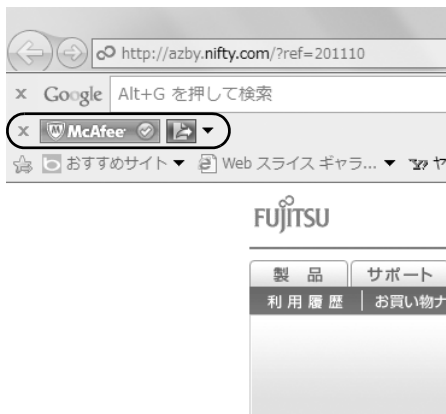 http://azby.nifty.com/?ref=201110
x Google Alt+G を押して検索
x McAfee
おすすめサイト ▼ Web スライス ギャラ... ▼ ヤ
FUJITSU
製 品 サポート
利用履歴 お買い物ナ